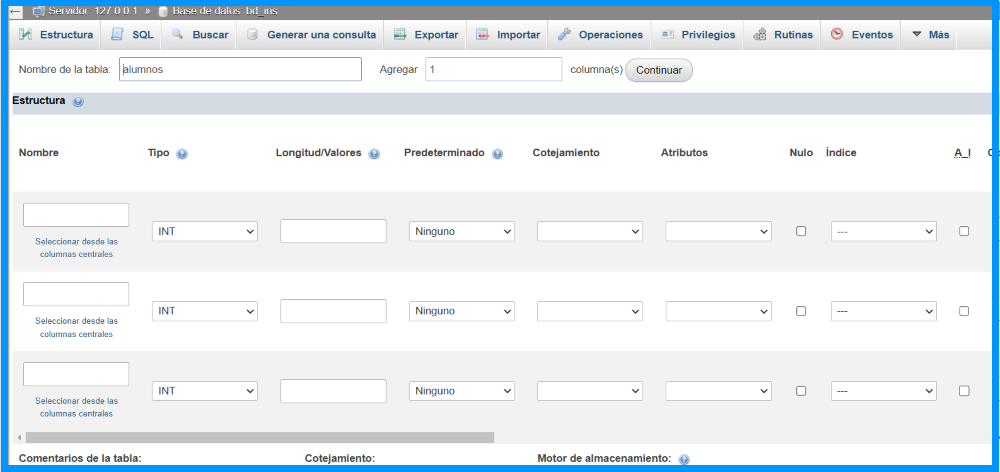 ← Servidor: 127.0.0.1 » Base de datos: bd_ins
Estructura SQL Buscar Generar una consulta Exportar Importar Operaciones Privilegios Rutinas Eventos Más
Nombre de la tabla: alumnos Agregar 1 columna(s) Continuar
Estructura
Nombre Tipo Longitud/Valores Predeterminado Cotejamiento Atributos Nulo Índice A_I
INT Ninguno ---
Seleccionar desde las
columnas centrales
INT Ninguno ---
Seleccionar desde las
columnas centrales
INT Ninguno ---
Seleccionar desde las
columnas centrales
Comentarios de la tabla: Cotejamiento: Motor de almacenamiento: